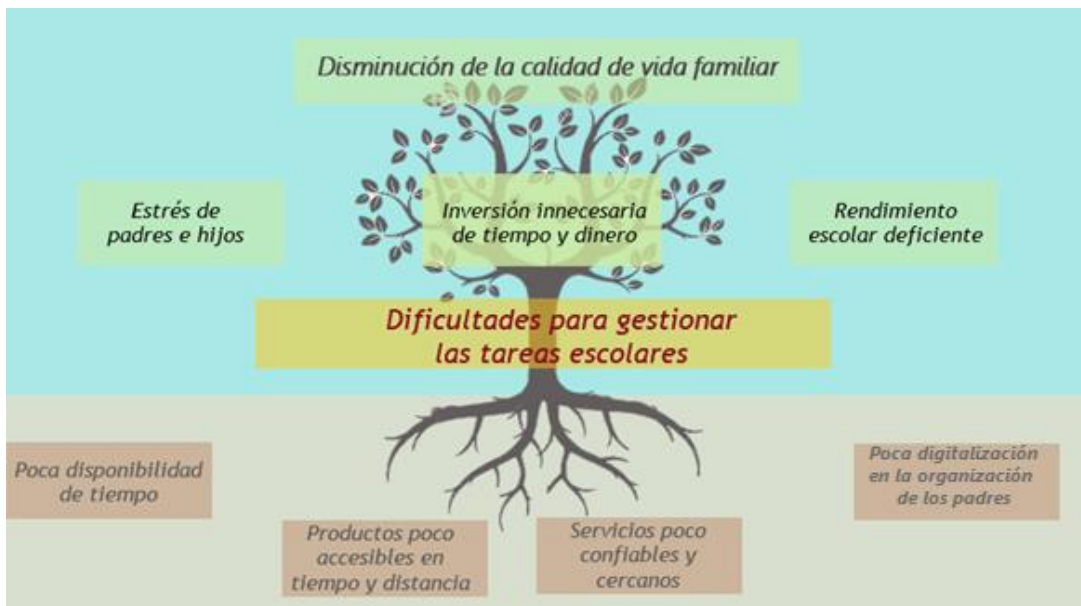 Disminución de la calidad de vida familiar
Estrés de
padres e hijos
Inversión innecesaria
de tiempo y dinero
Rendimiento
escolar deficiente
Dificultades para gestionar
las tareas escolares
Poca disponibilidad
de tiempo
Productos poco
accesibles en
tiempo y distancia
Servicios poco
confiables y
cercanos
Poca digitalización
en la organización
de los padres